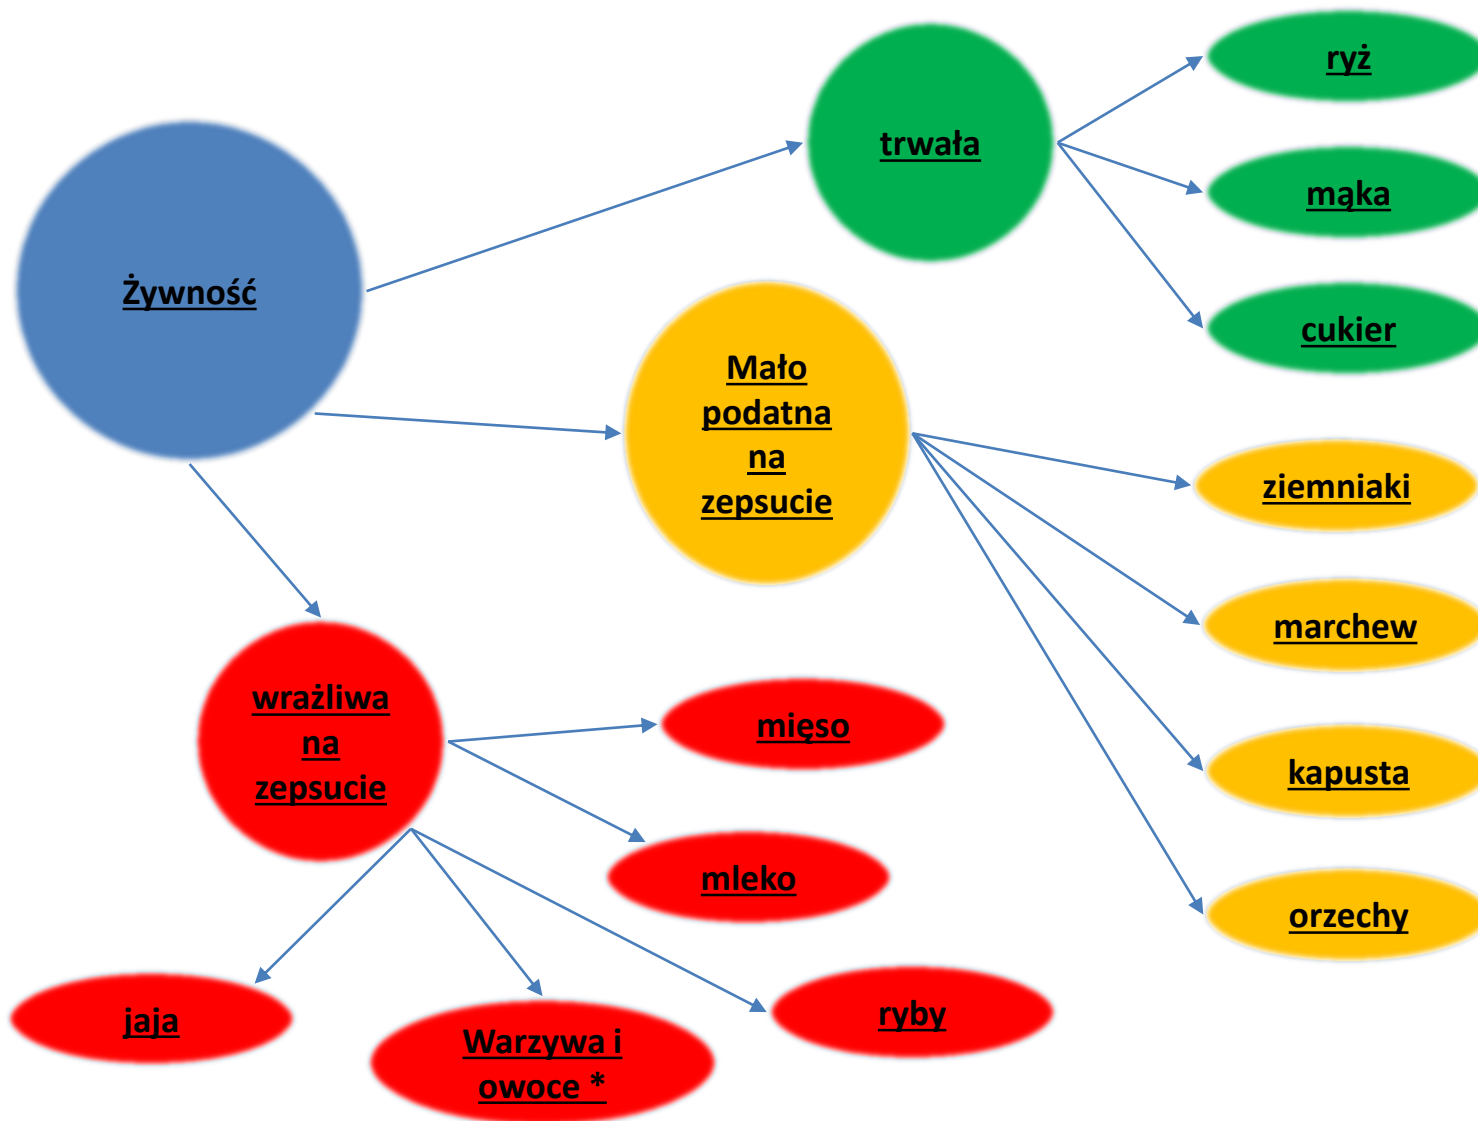 Żywność
trwała
ryż
mąka
cukier
Mało
podatna
na
zepsucie
ziemniaki
marchew
kapusta
orzechy
wrażliwa
na
zepsucie
mięso
mleko
jaja
Warzywa i
owoce *
ryby